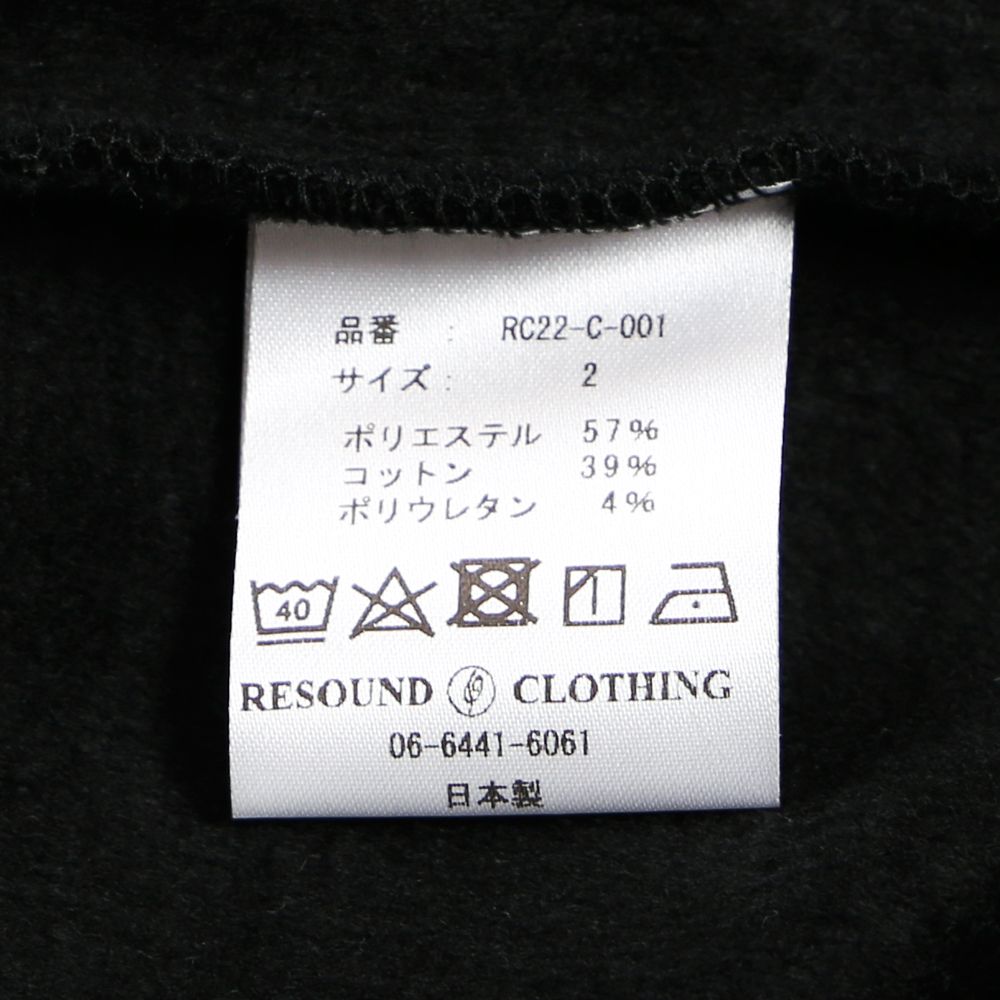 品番 : RC22-C-001
サイズ : 2
ポリエステル 57%
コットン 39%
ポリウレタン 4%
40
RESOUND CLOTHING
06-6441-6061
日本製